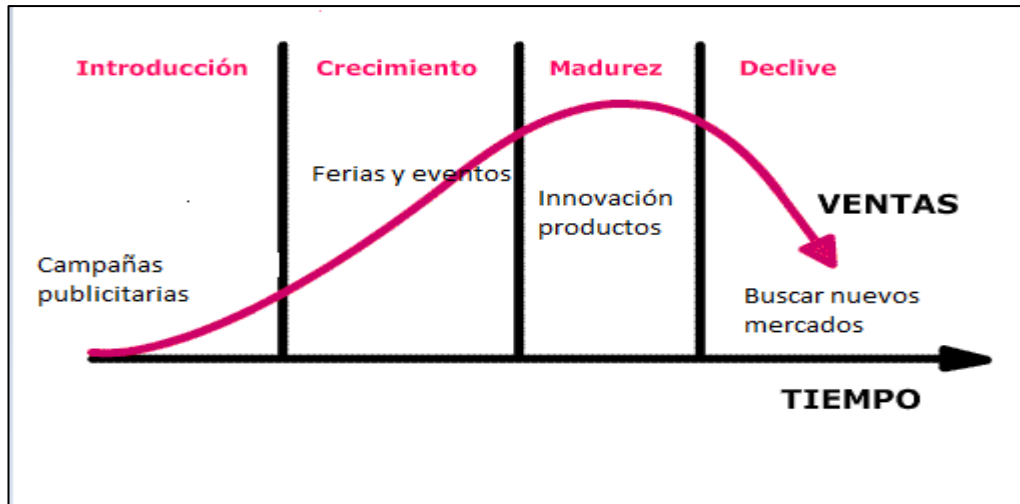 Introducción
Crecimiento
Madurez
Declive
Ferias y eventos
Innovación
productos
VENTAS
Campañas
publicitarias
Buscar nuevos
mercados
TIEMPO